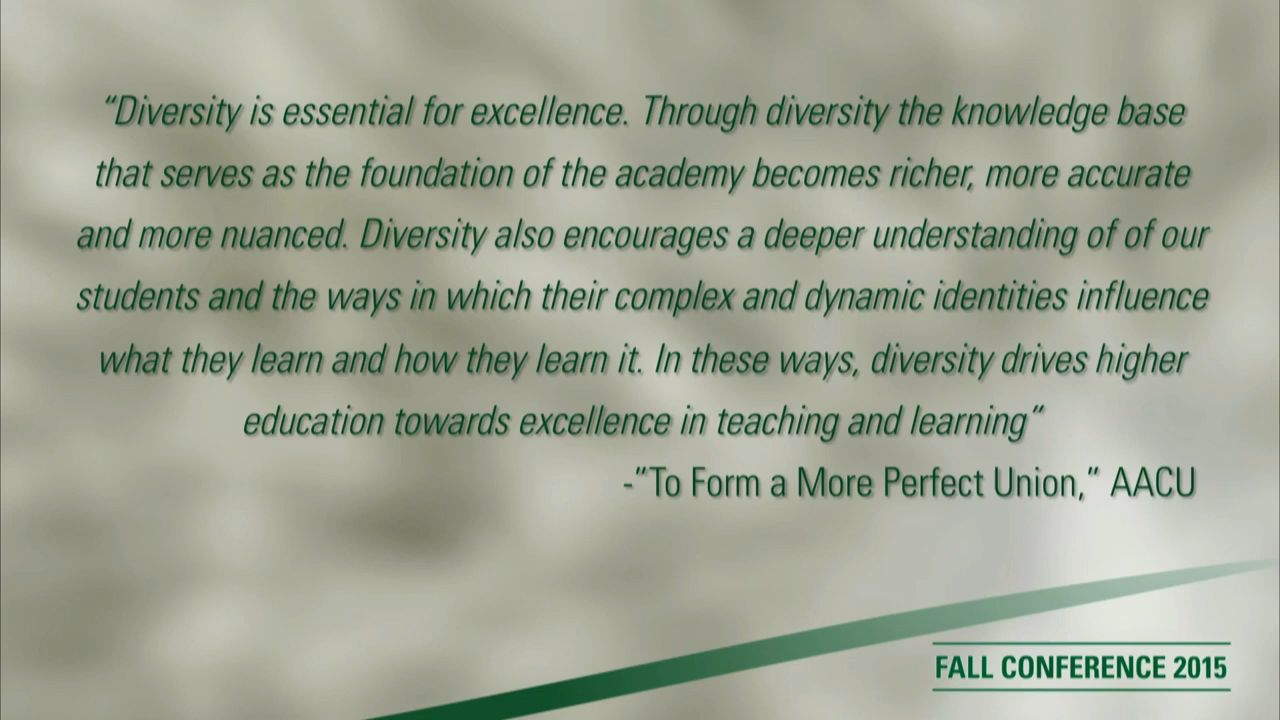 “Diversity is essential for excellence. Through diversity the knowledge base
that serves as the foundation of the academy becomes richer, more accurate
and more nuanced. Diversity also encourages a deeper understanding of of our
students and the ways in which their complex and dynamic identities influence
what they learn and how they learn it. In these ways, diversity drives higher
education towards excellence in teaching and learning”
-“To Form a More Perfect Union,” AACU
FALL CONFERENCE 2015